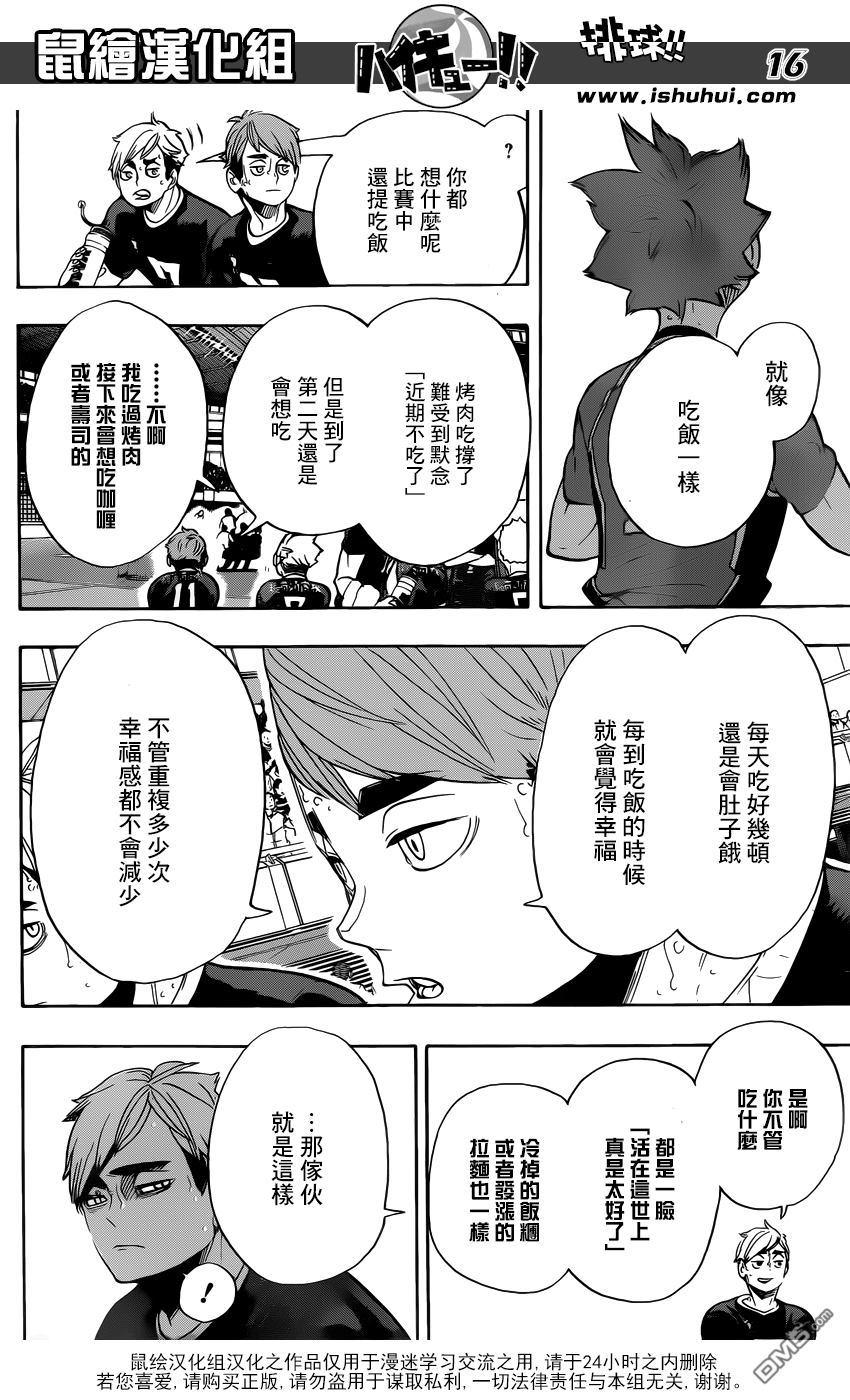 鼠繪漢化組
ハイキュー!!
排球!!
16
www.ishuhui.com
就像
吃飯一樣
?
你都
想什麼呢
比賽中
還提吃飯
烤肉吃撐了
難受到默念
「近期不吃了」
但是到了
第二天還是
會想吃
……不啊
我吃過烤肉
接下來會想吃咖喱
或者壽司的
11
7
每天吃好幾頓
還是會肚子餓
每到吃飯的時候
就會覺得幸福
不管重複多少次
幸福感都不會減少
是啊
你不管
吃什麼
都是一臉
「活在這世上
真是太好了」
冷掉的飯糰
或者發漲的
拉麵也一樣
…那傢伙
就是這樣
!
DM5.com
鼠绘汉化组汉化之作品仅用于漫迷学习交流之用, 请于24小时之内删除
若您喜爱, 请购买正版, 请勿盗用于谋取私利, 一切法律责任与本组无关, 谢谢.